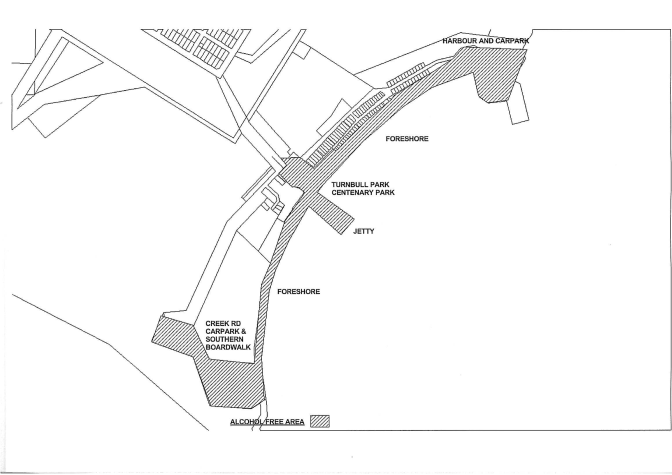 HARBOUR AND CARPARK
FORESHORE
TURNBULL PARK
CENTENARY PARK
JETTY
FORESHORE
CREEK RD
CARPARK &
SOUTHERN
BOARDWALK
ALCOHOL FREE AREA